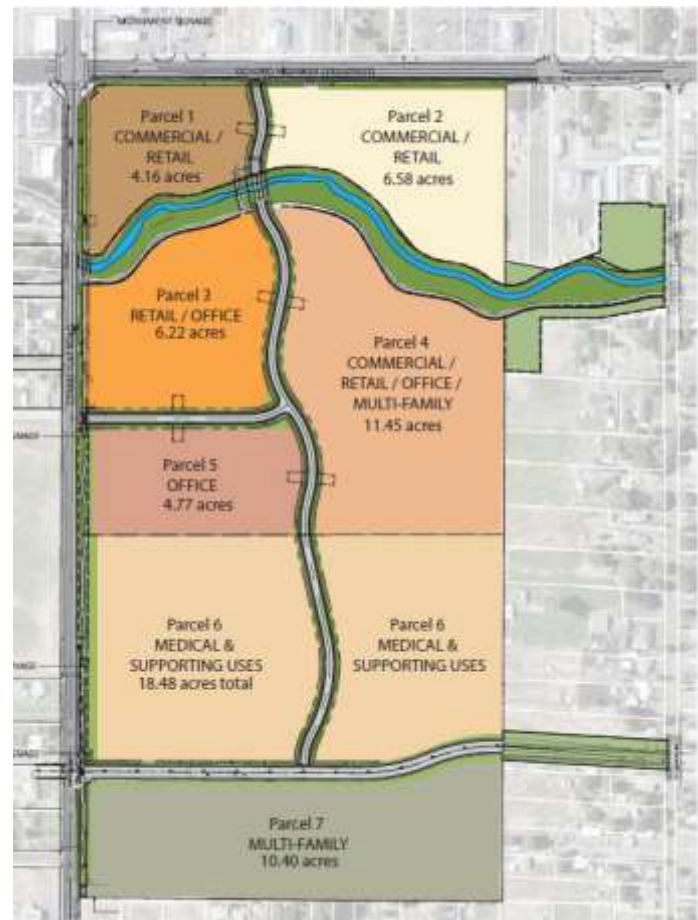 MONUMENT SIGNAGE
Parcel 1
COMMERCIAL /
RETAIL
4.16 acres
Parcel 2
COMMERCIAL /
RETAIL
6.58 acres
Parcel 3
RETAIL / OFFICE
6.22 acres
Parcel 4
COMMERCIAL /
RETAIL / OFFICE /
MULTI-FAMILY
11.45 acres
Parcel 5
OFFICE
4.77 acres
Parcel 6
MEDICAL &
SUPPORTING USES
18.48 acres total
Parcel 6
MEDICAL &
SUPPORTING USES
Parcel 7
MULTI-FAMILY
10.40 acres